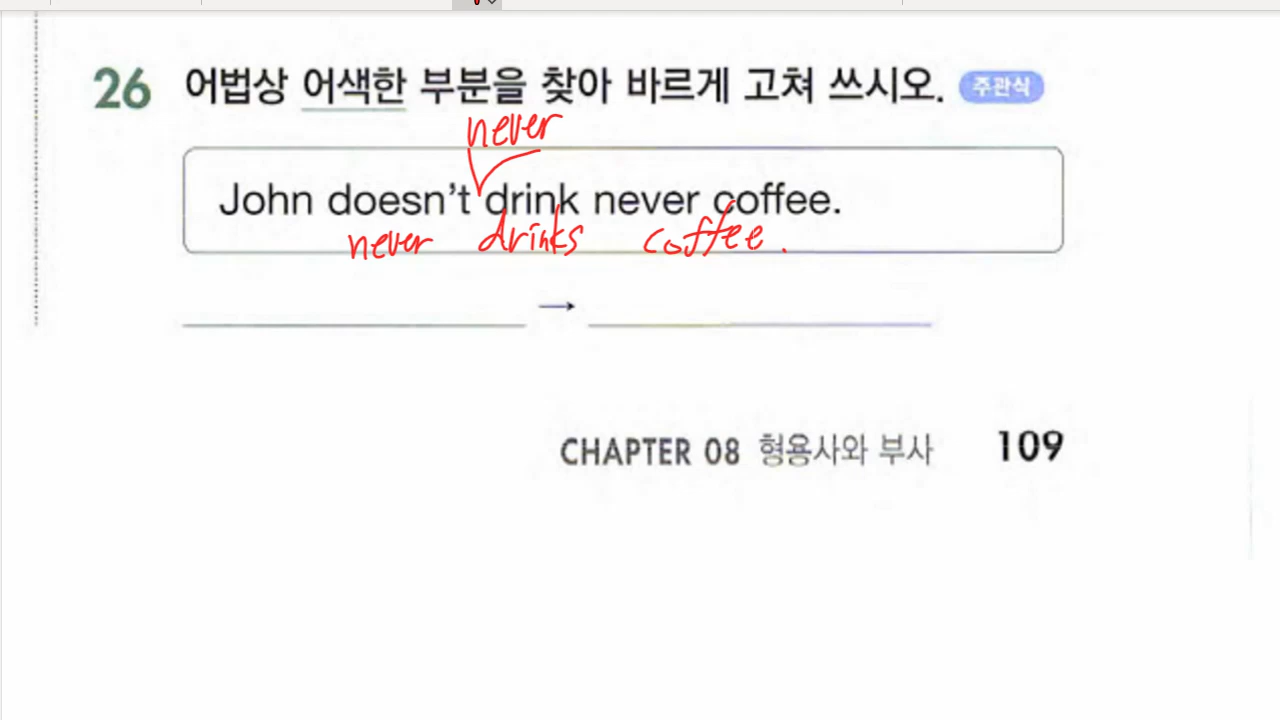 26 어법상 어색한 부분을 찾아 바르게 고쳐 쓰시오. 주관식
never
John doesn't drink never coffee.
never drinks coffee.
→
CHAPTER 08 형용사와 부사 109